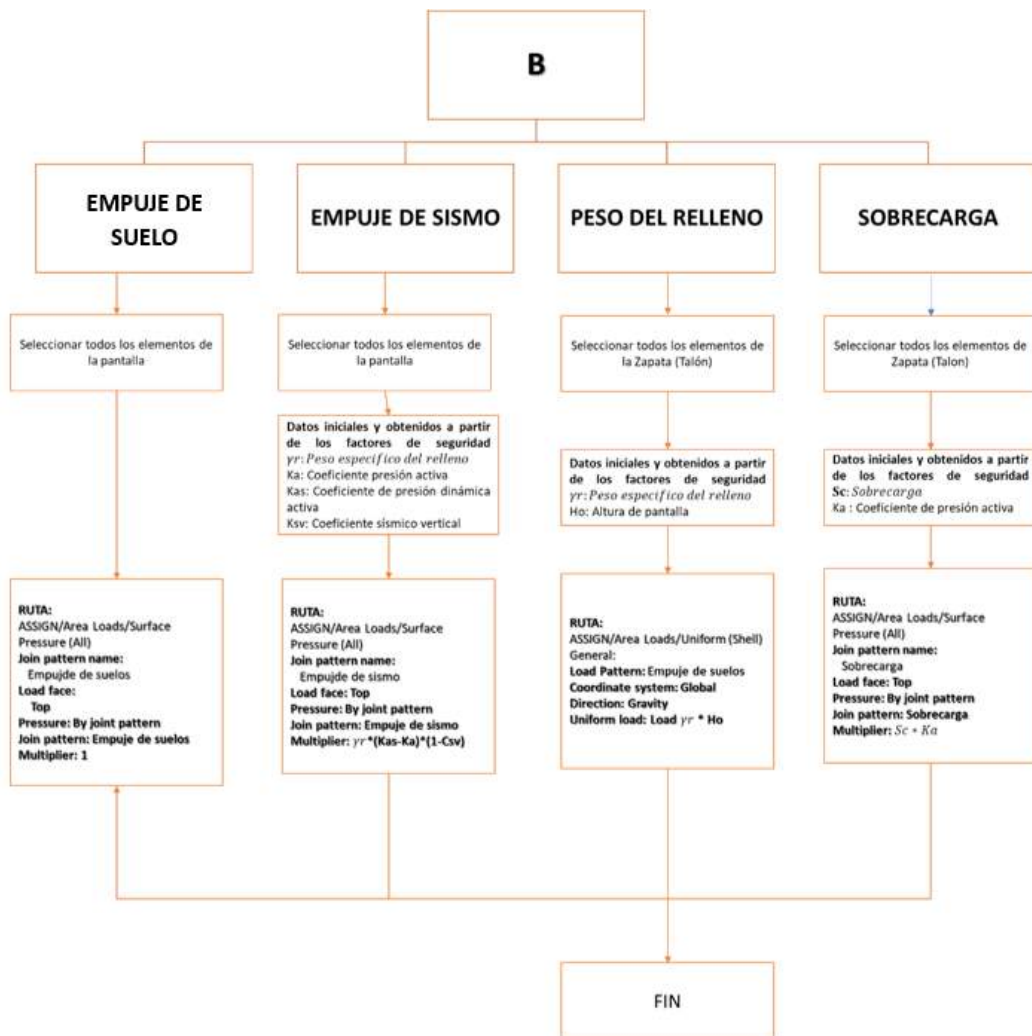 B
EMPUJE DE
SUELO
EMPUJE DE SISMO
PESO DEL RELLENO
SOBRECARGA
Seleccionar todos los elementos de
la pantalla
Seleccionar todos los elementos de
la pantalla
Seleccionar todos los elementos de
la Zapata (Talón)
Seleccionar todos los elementos de
Zapata (Talon)
Datos iniciales y obtenidos a partir
de los factores de seguridad
γr: Peso especifico del relleno
Ka: Coeficiente presión activa
Kas: Coeficiente de presión dinámica
activa
Ksv: Coeficiente sísmico vertical
Datos iniciales y obtenidos a partir
de los factores de seguridad
γr: Peso especifico del relleno
Ho: Altura de pantalla
Datos iniciales y obtenidos a partir
de los factores de seguridad
Sc: Sobrecarga
Ka : Coeficiente de presión activa
RUTA:
ASSIGN/Area Loads/Surface
Pressure (All)
Join pattern name:
Empujde de suelos
Load face:
Top
Pressure: By joint pattern
Join pattern: Empuje de suelos
Multiplier: 1
RUTA:
ASSIGN/Area Loads/Surface
Pressure (All)
Join pattern name:
Empujde de sismo
Load face: Top
Pressure: By joint pattern
Join pattern: Empuje de sismo
Multiplier: γr*(Kas-Ka)*(1-Csv)
RUTA:
ASSIGN/Area Loads/Uniform (Shell)
General:
Load Pattern: Empuje de suelos
Coordinate system: Global
Direction: Gravity
Uniform load: Load γr * Ho
RUTA:
ASSIGN/Area Loads/Surface
Pressure (All)
Join pattern name:
Sobrecarga
Load face: Top
Pressure: By joint pattern
Join pattern: Sobrecarga
Multiplier: Sc * Ka
FIN